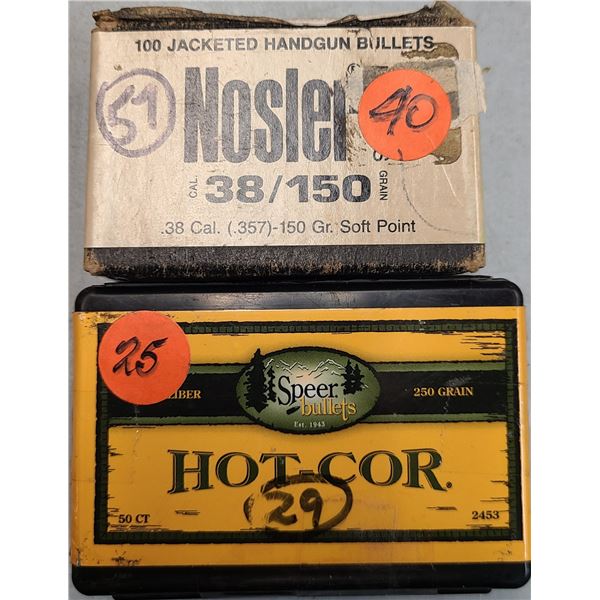 100 JACKETED HANDGUN BULLETS
51
Nosler
40
CAL.
38/150
GRAIN
.38 Cal. (.357)-150 Gr. Soft Point
25
LIBER
Speer
bullets
Est. 1943
250 GRAIN
HOT-COR.
29
50 CT
2453